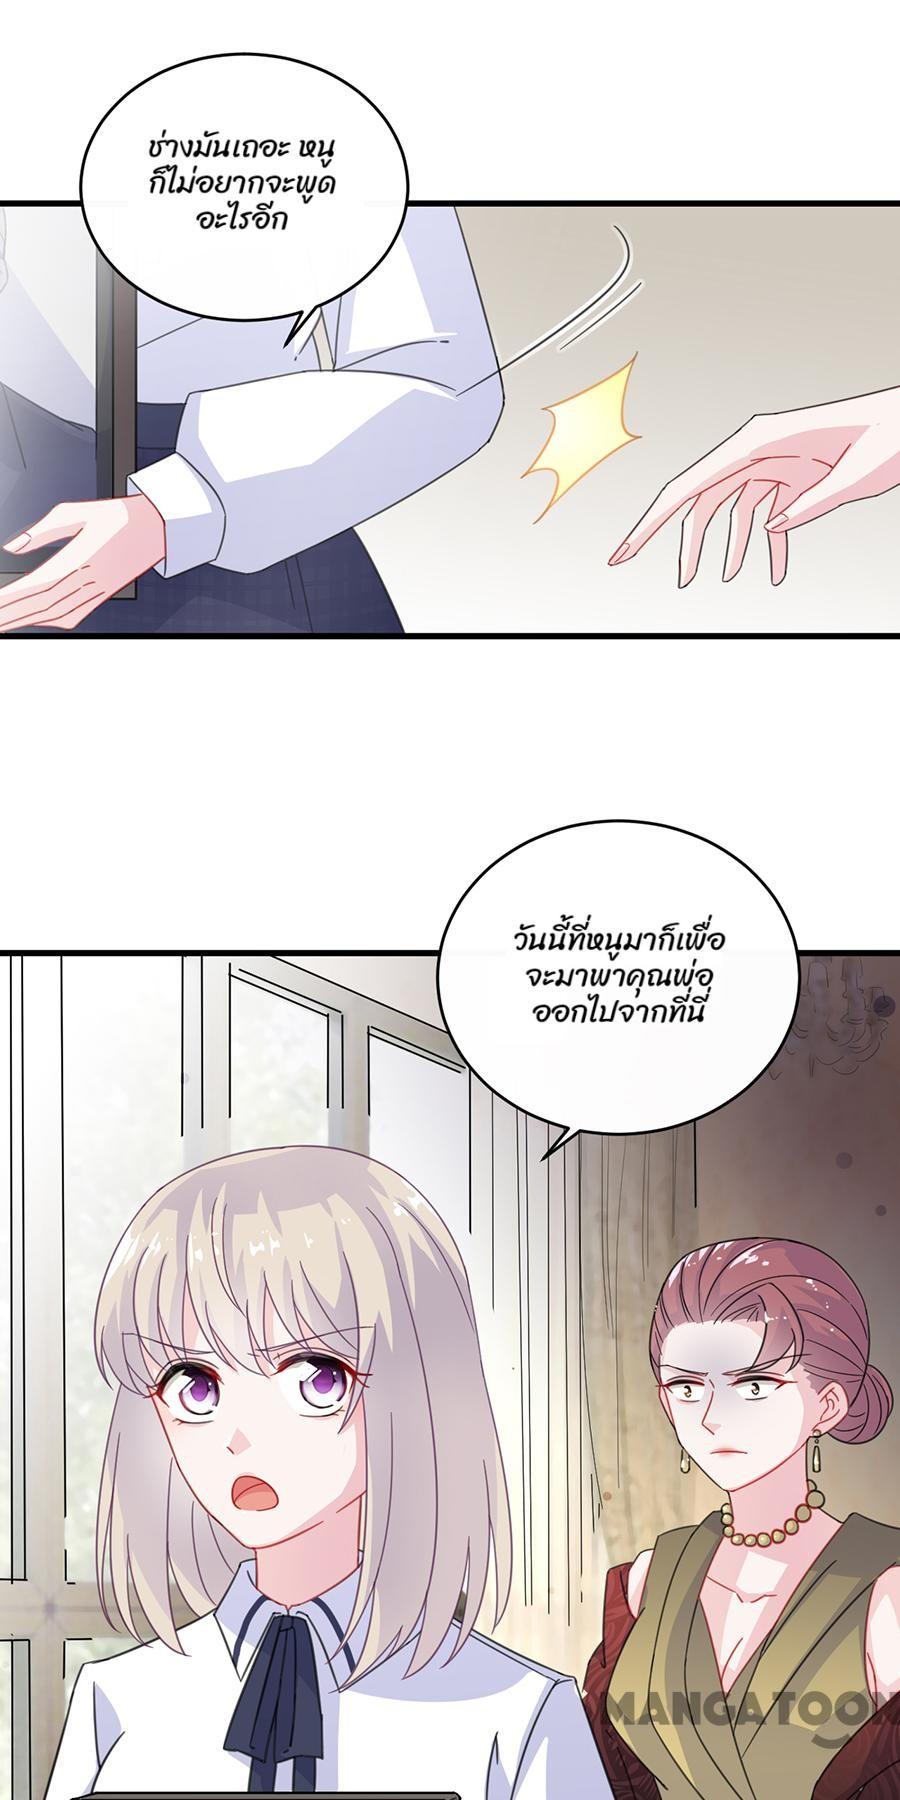 ช่างมันเถอะ หนู
ก็ไม่อยากจะพูด
อะไรอีก
วันนี้ที่หนูมาก็เพื่อ
จะมาพาคุณพ่อ
ออกไปจากที่นี่
MANGATOON